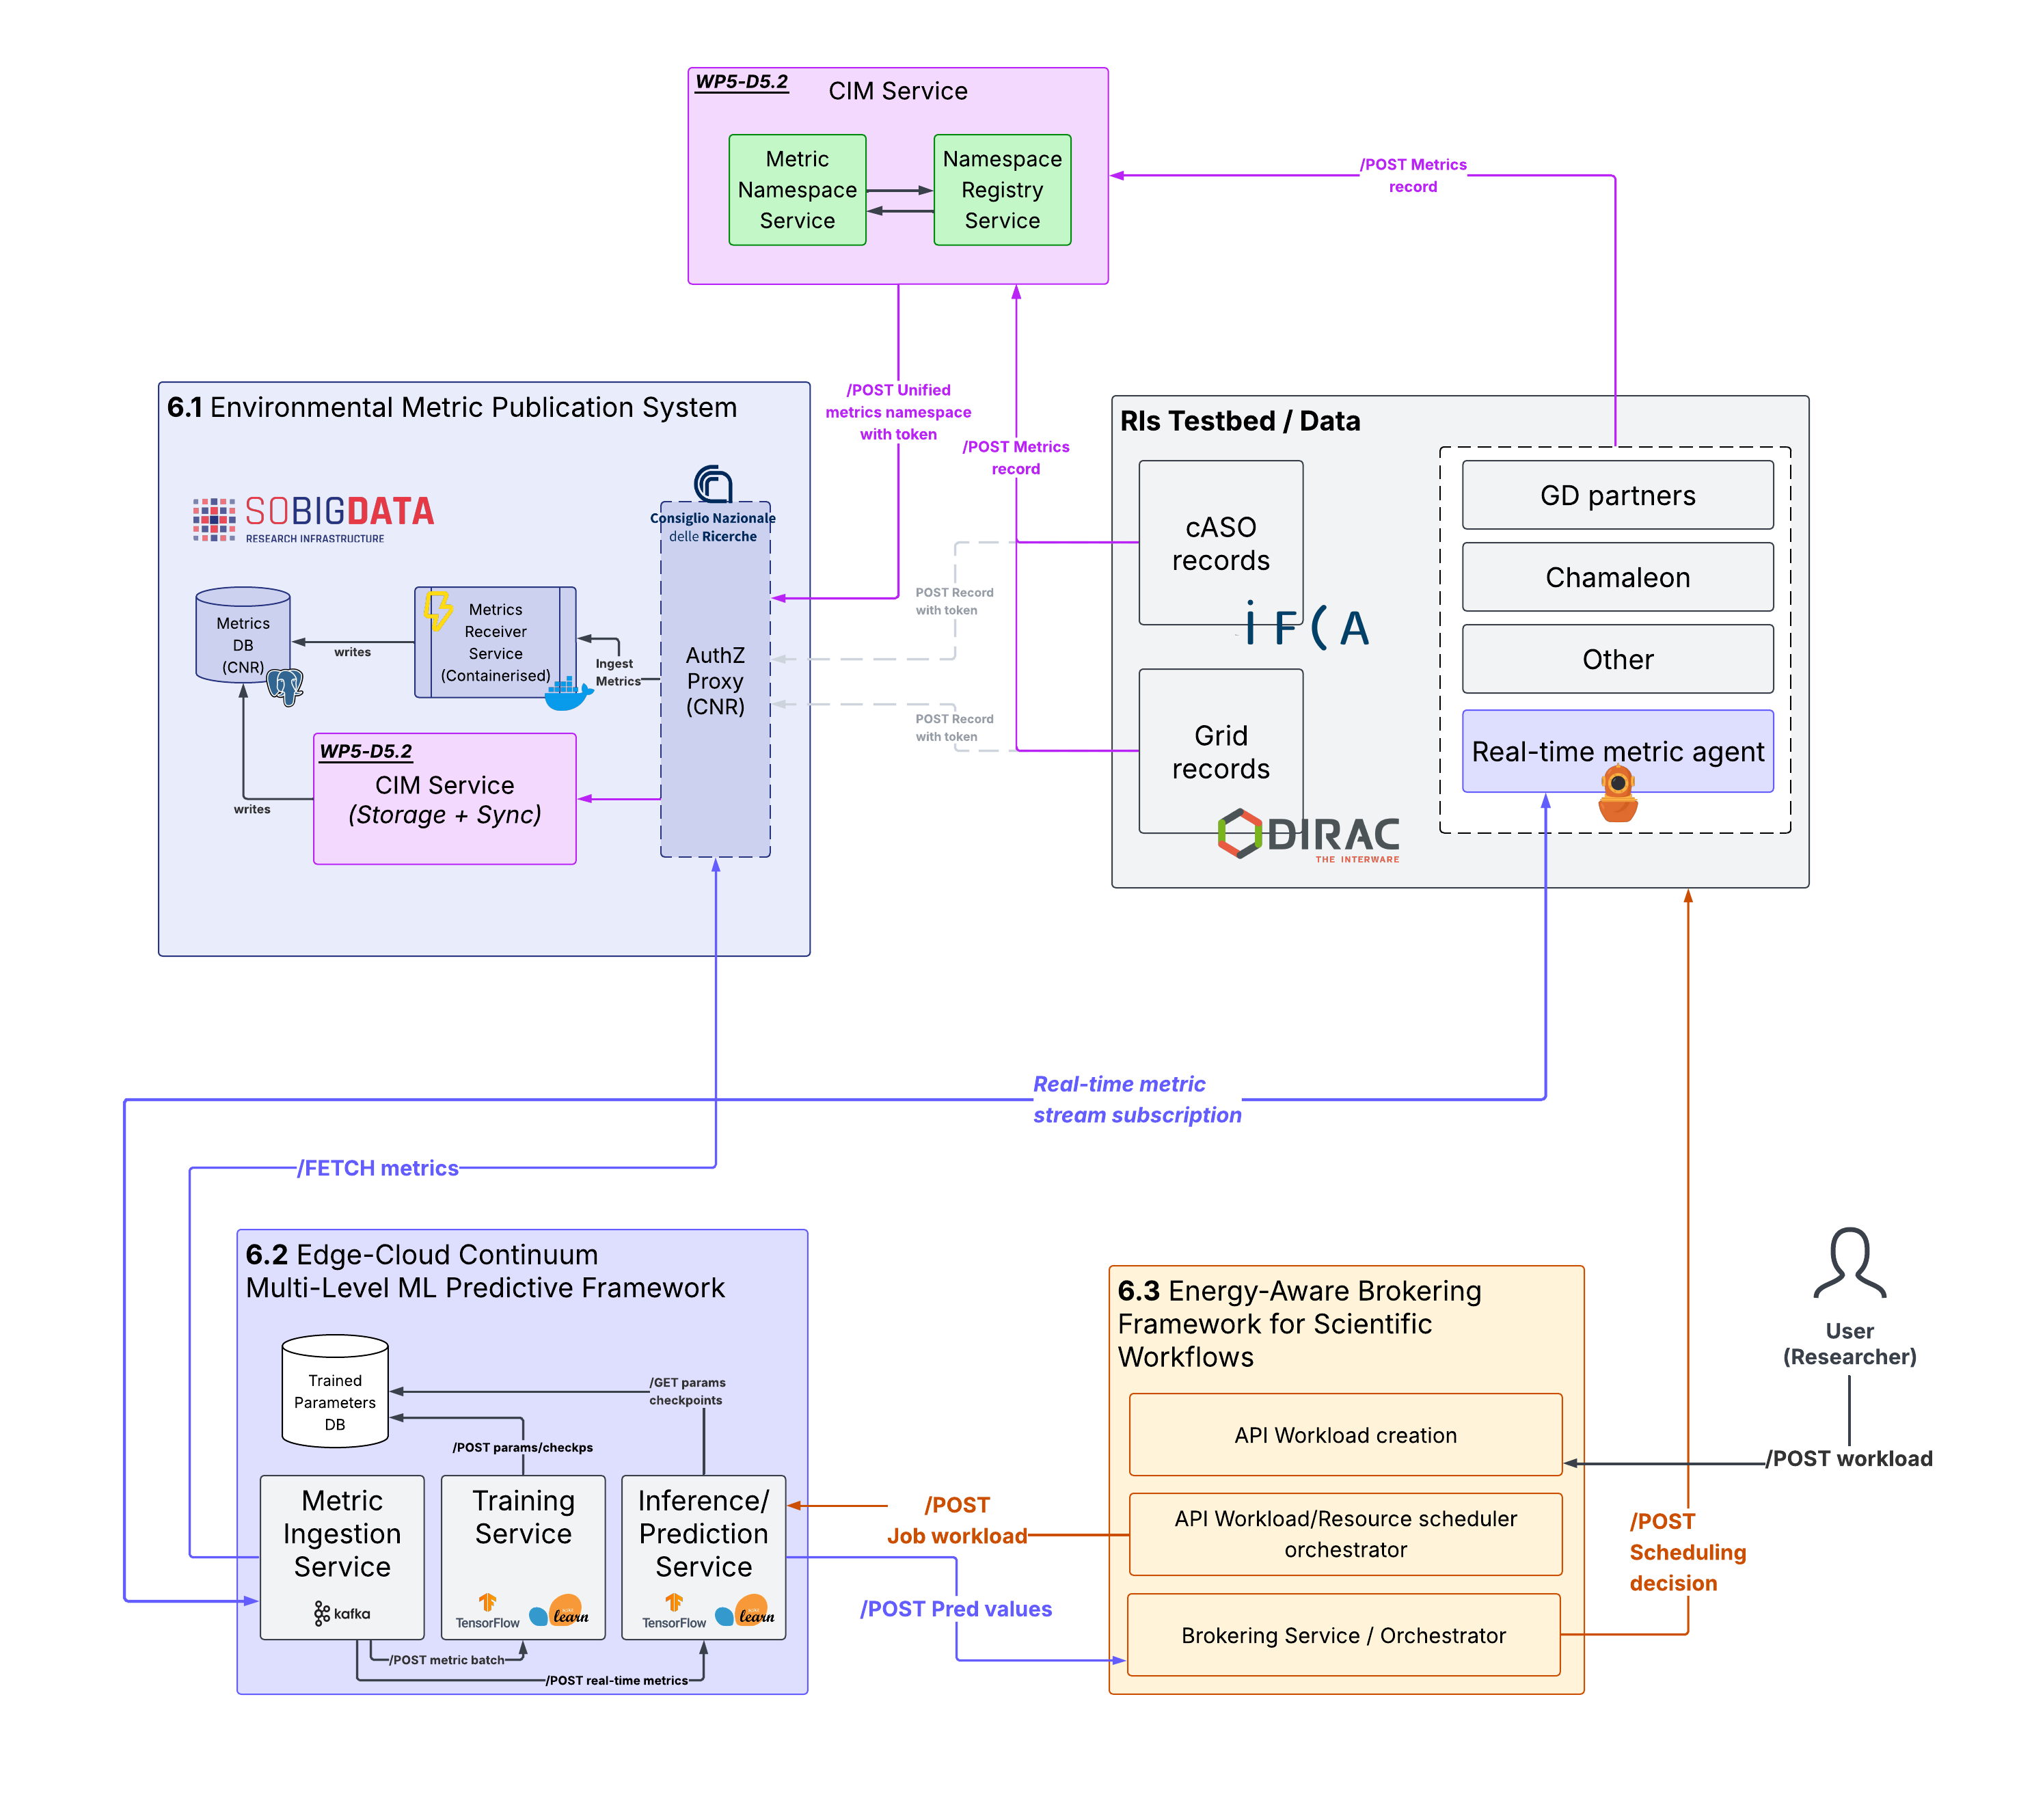 WP5-D5.2
CIM Service
Metric
Namespace
Service
Namespace
Registry
Service
/POST Metrics
record
/POST Unified
metrics namespace
with token
/POST Metrics
record
6.1 Environmental Metric Publication System
SOBIGDATA
RESEARCH INFRASTRUCTURE
Consiglio Nazionale
delle Ricerche
Metrics
DB
(CNR)
writes
Metrics
Receiver
Service
(Containerised)
Ingest
Metrics
AuthZ
Proxy
(CNR)
WP5-D5.2
CIM Service
(Storage + Sync)
writes
POST Record
with token
POST Record
with token
RIs Testbed / Data
cASO
records
IF(A
Grid
records
DIRAC
THE INTERWARE
GD partners
Chamaleon
Other
Real-time metric agent
Real-time metric
stream subscription
/FETCH metrics
6.2 Edge-Cloud Continuum
Multi-Level ML Predictive Framework
Trained
Parameters
DB
/GET params
checkpoints
/POST params/checkps
Metric
Ingestion
Service
kafka
Training
Service
TensorFlow
learn
Inference/
Prediction
Service
TensorFlow
learn
/POST metric batch
/POST real-time metrics
/POST
Job workload
/POST Pred values
6.3 Energy-Aware Brokering
Framework for Scientific
Workflows
API Workload creation
API Workload/Resource scheduler
orchestrator
Brokering Service / Orchestrator
User
(Researcher)
/POST workload
/POST
Scheduling
decision